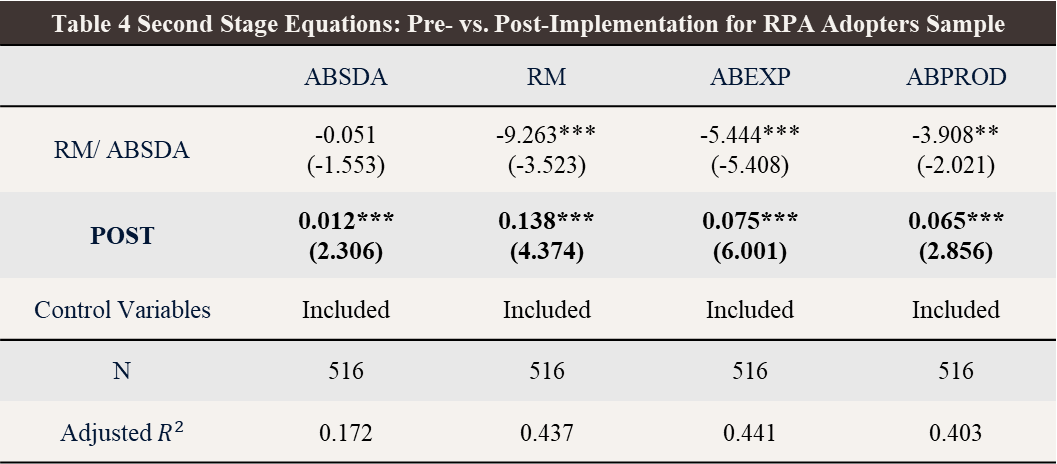 Table 4 Second Stage Equations: Pre- vs. Post-Implementation for RPA Adopters Sample
ABSDA RM ABEXP ABPROD
RM/ ABSDA -0.051 -9.263*** -5.444*** -3.908**
(-1.553) (-3.523) (-5.408) (-2.021)
POST 0.012*** 0.138*** 0.075*** 0.065***
(2.306) (4.374) (6.001) (2.856)
Control Variables Included Included Included Included
N 516 516 516 516
Adjusted R² 0.172 0.437 0.441 0.403